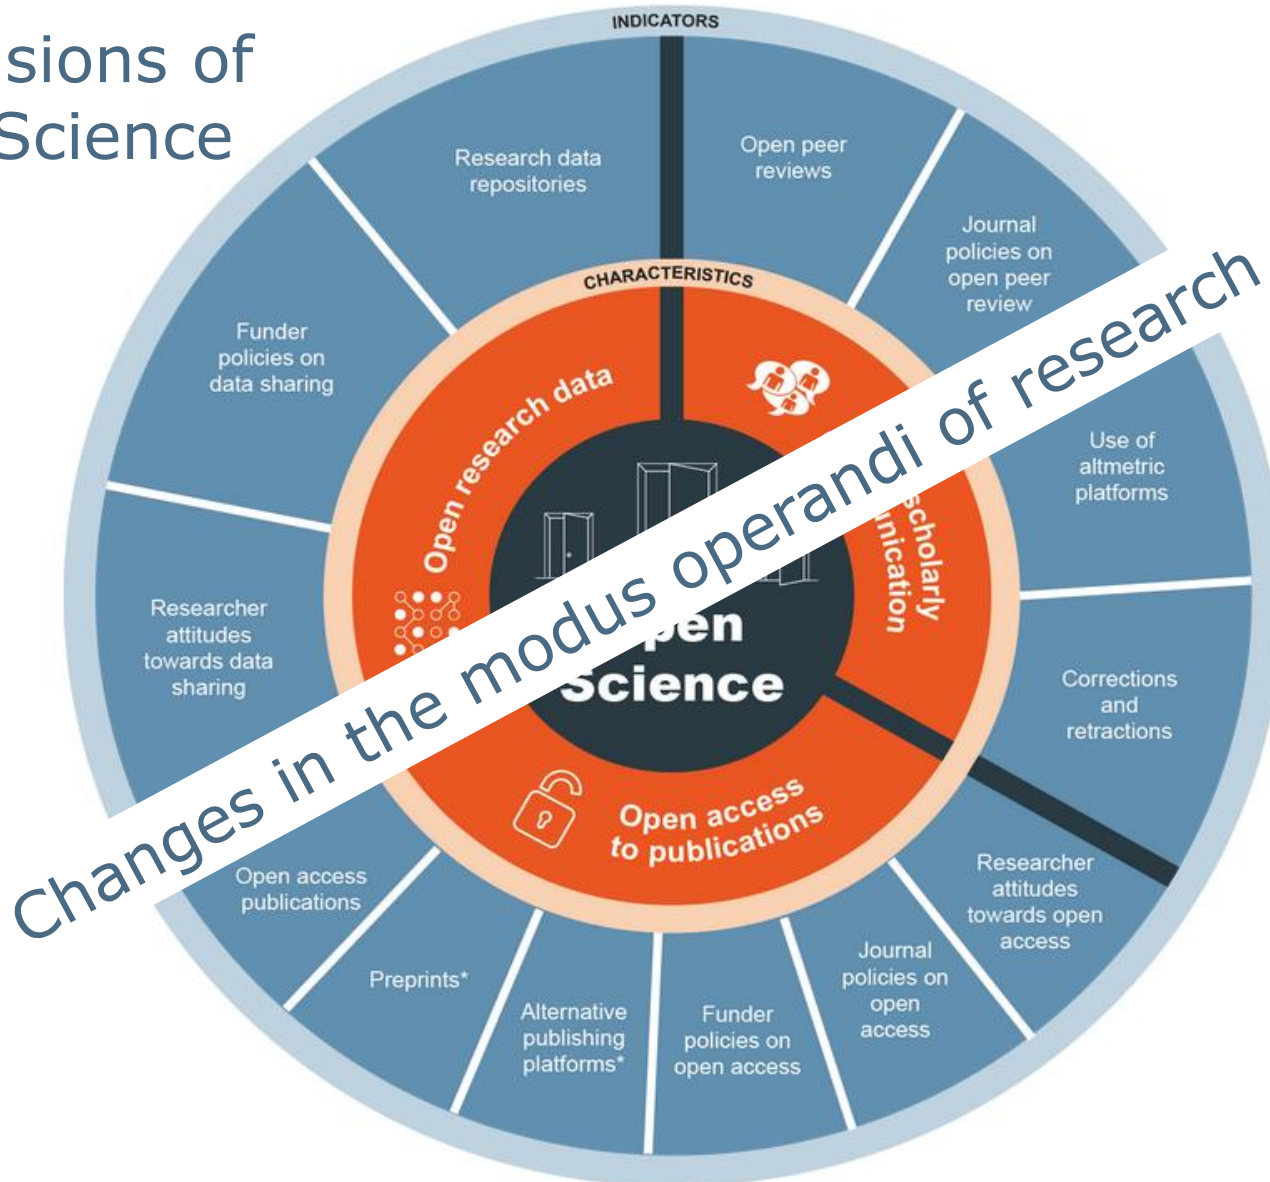 sions of
Science
INDICATORS
Research data
repositories
Open peer
reviews
Journal
policies on
open peer
review
Funder
policies on
data sharing
CHARACTERISTICS
Open research data
Use of
altmetric
platforms
scholarly
nication
Changes in the modus operandi of research
pen
Science
Researcher
attitudes
towards data
sharing
Corrections
and
retractions
Open access
to publications
Researcher
attitudes
towards open
access
Open access
publications
Journal
policies on
open
access
Preprints*
Alternative
publishing
platforms*
Funder
policies on
open access